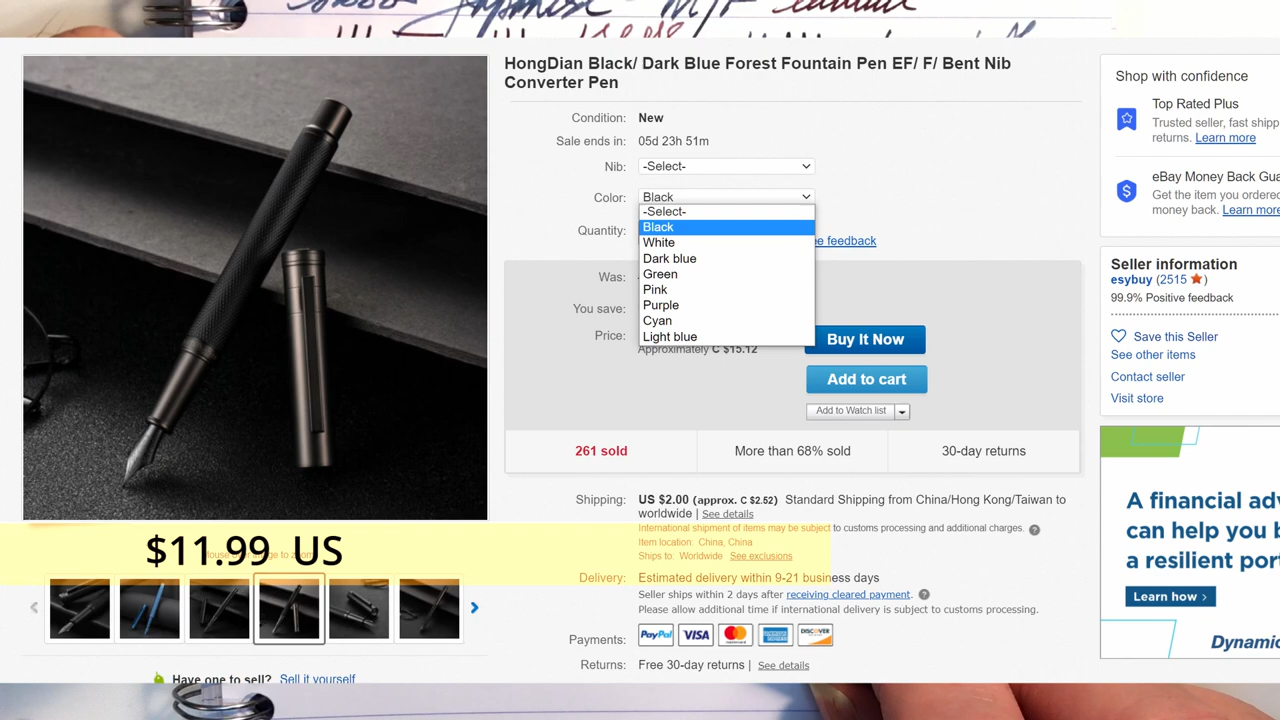 HongDian Black/ Dark Blue Forest Fountain Pen EF/ F/ Bent Nib
Converter Pen
Condition: New
Sale ends in: 05d 23h 51m
Nib: -Select-
Color: Black
-Select-
Black
White
Dark blue
Green
Pink
Purple
Cyan
Light blue
Quantity:
ee feedback
Was:
You save:
Price:
Approximately C $15.12
Buy It Now
Add to cart
Add to Watch list
261 sold
More than 68% sold
30-day returns
Shipping: US $2.00 (approx. C $2.52) Standard Shipping from China/Hong Kong/Taiwan to
worldwide | See details
International shipment of items may be subject to customs processing and additional charges.
Item location: China, China
Ships to: Worldwide See exclusions
Delivery: Estimated delivery within 9-21 business days
Seller ships within 2 days after receiving cleared payment.
Please allow additional time if international delivery is subject to customs processing.
Payments: PayPal VISA MasterCard AMERICAN EXPRESS DISCOVER
Returns: Free 30-day returns | See details
$11.99 US
Have one to sell? Sell it yourself
Shop with confidence
Top Rated Plus
Trusted seller, fast shipp
returns. Learn more
eBay Money Back Gua
Get the item you ordered
money back. Learn more
Seller information
esybuy (2515)
99.9% Positive feedback
Save this Seller
See other items
Contact seller
Visit store
A financial adv
can help you b
a resilient port
Learn how ›
Dynamic